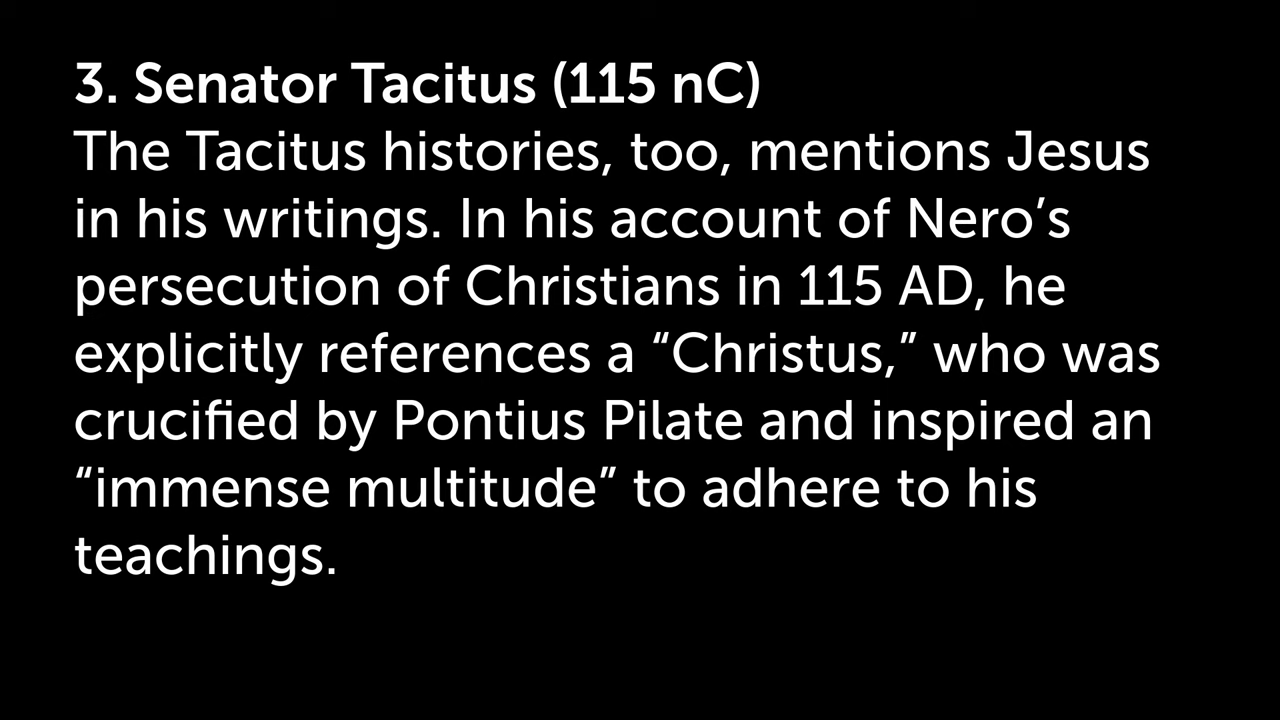 3. Senator Tacitus (115 nC)
The Tacitus histories, too, mentions Jesus
in his writings. In his account of Nero’s
persecution of Christians in 115 AD, he
explicitly references a “Christus,” who was
crucified by Pontius Pilate and inspired an
“immense multitude” to adhere to his
teachings.